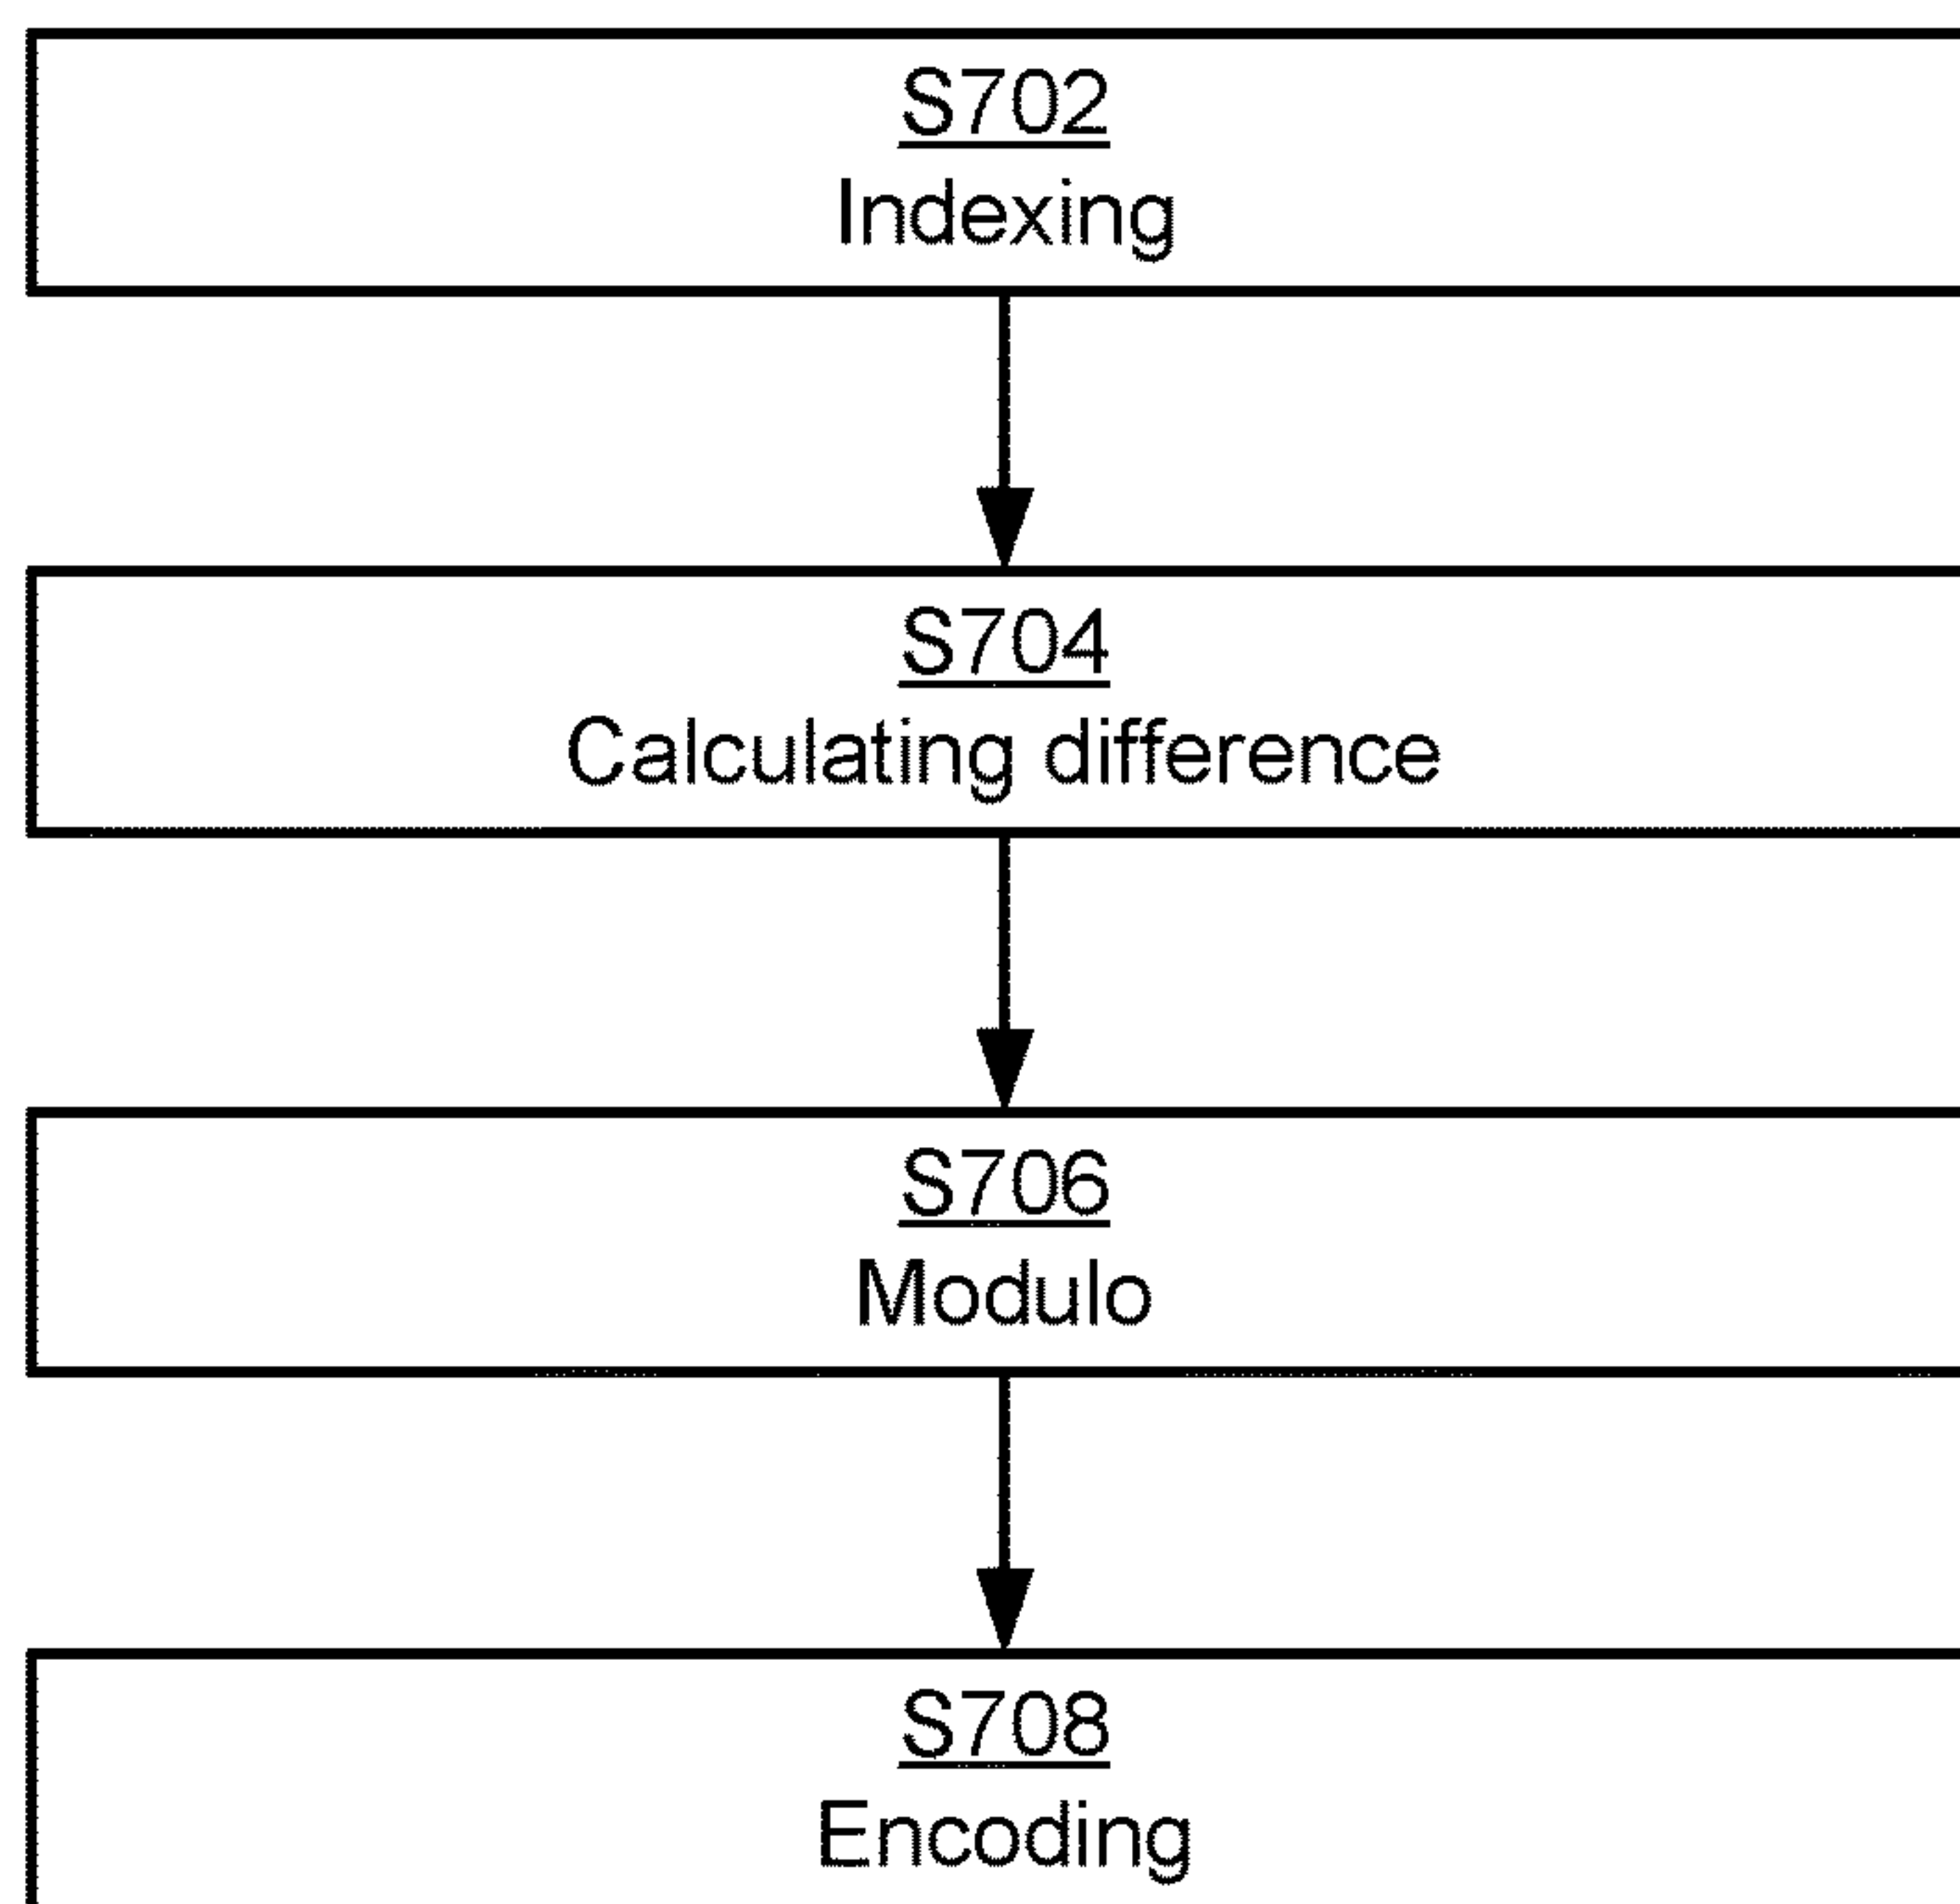 S702
Indexing
S704
Calculating difference
S706
Modulo
S708
Encoding